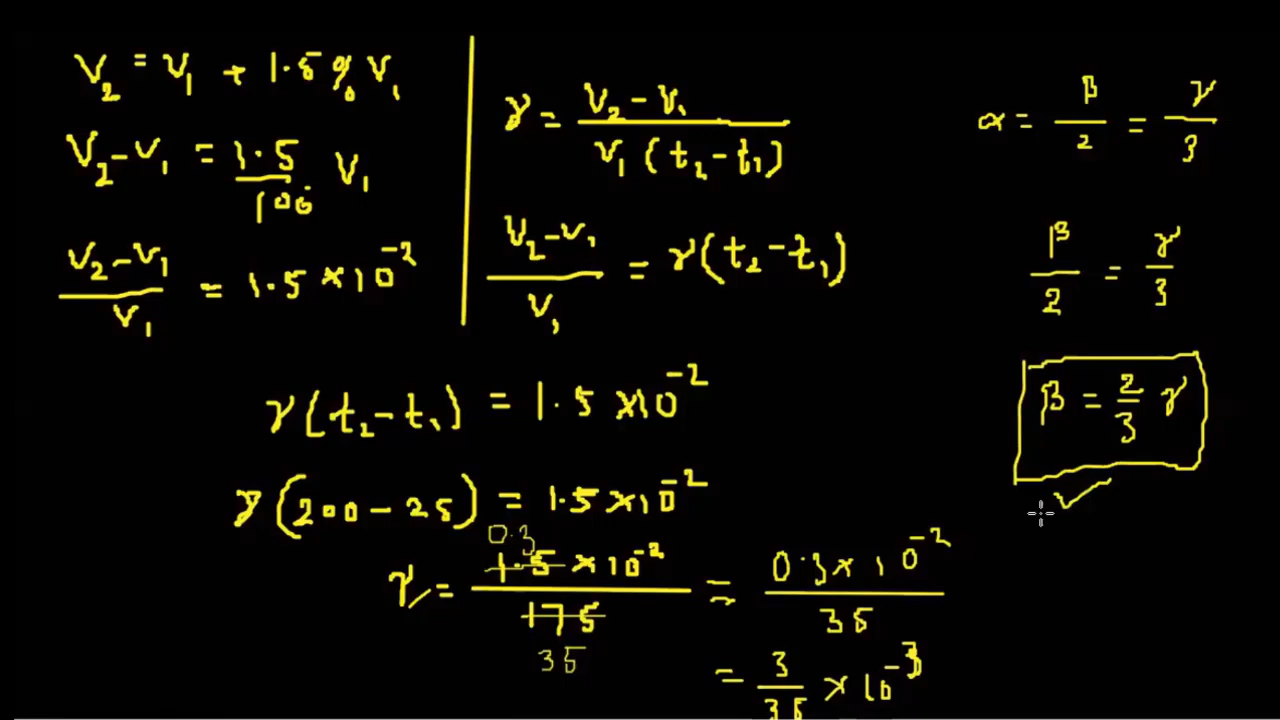 V₂ = V₁ + 1.5 % V₁
V₂ - V₁ = 1.5/100 V₁
(V₂ - V₁)/V₁ = 1.5 × 10⁻²
γ = (V₂ - V₁)/(V₁ (t₂ - t₁))
(V₂ - V₁)/V₁ = γ (t₂ - t₁)
γ (t₂ - t₁) = 1.5 × 10⁻²
γ (200 - 25) = 1.5 × 10⁻²
0.3
γ = (1.5 × 10⁻²)/175 = (0.3 × 10⁻²)/35
35
= 3/35 × 10⁻³
α = β/2 = γ/3
β/2 = γ/3
β = 2/3 γ